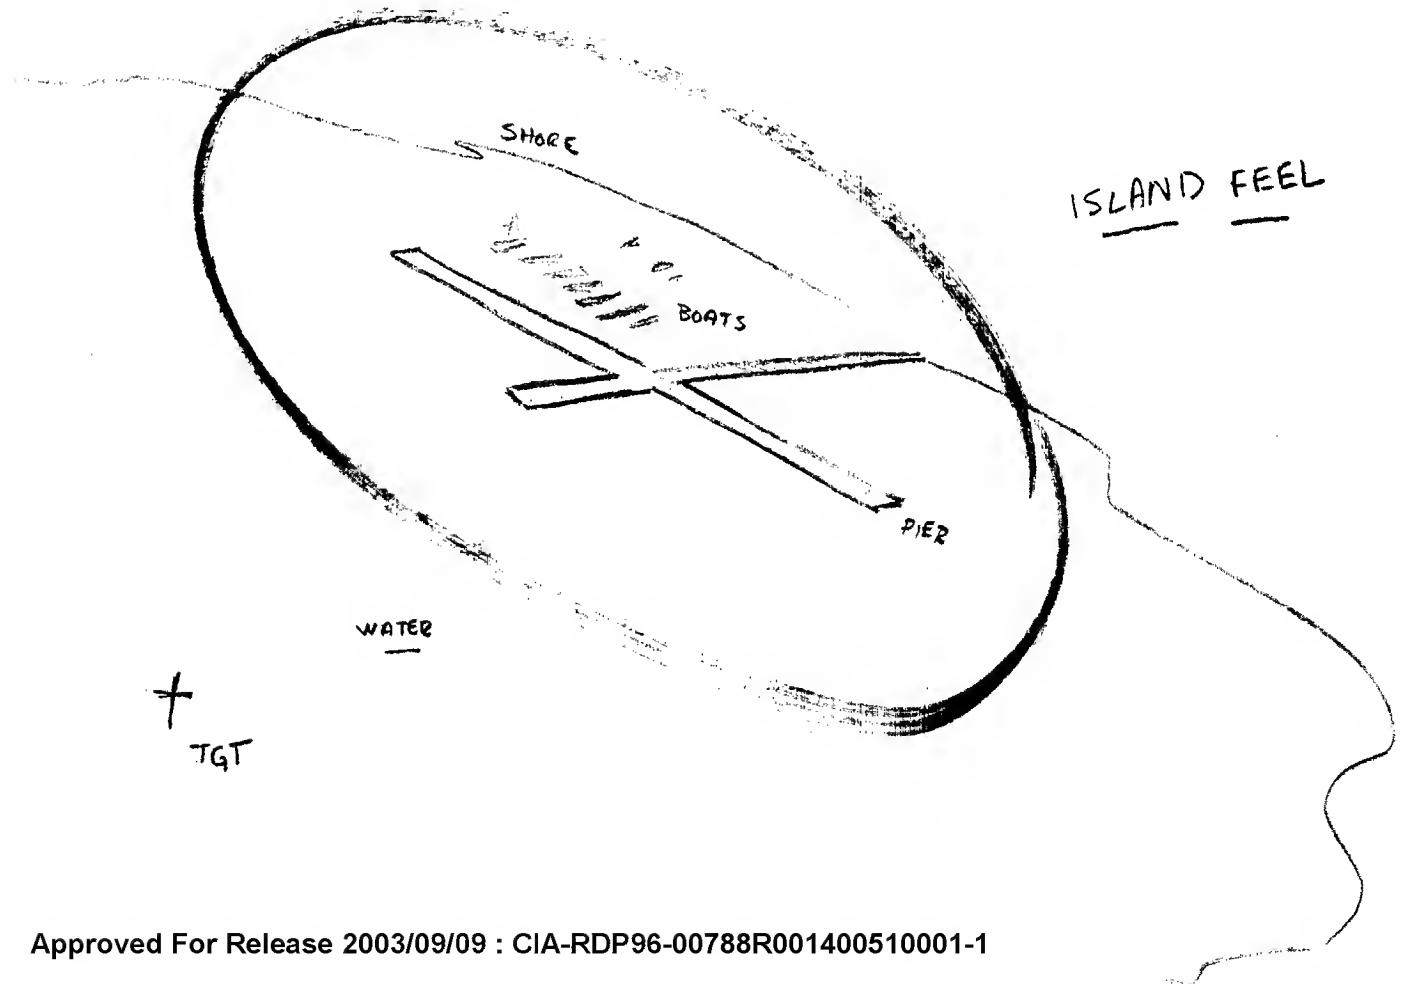 SHORE
ISLAND FEEL
BOATS
PIER
WATER
TGT
Approved For Release 2003/09/09 : CIA-RDP96-00788R001400510001-1